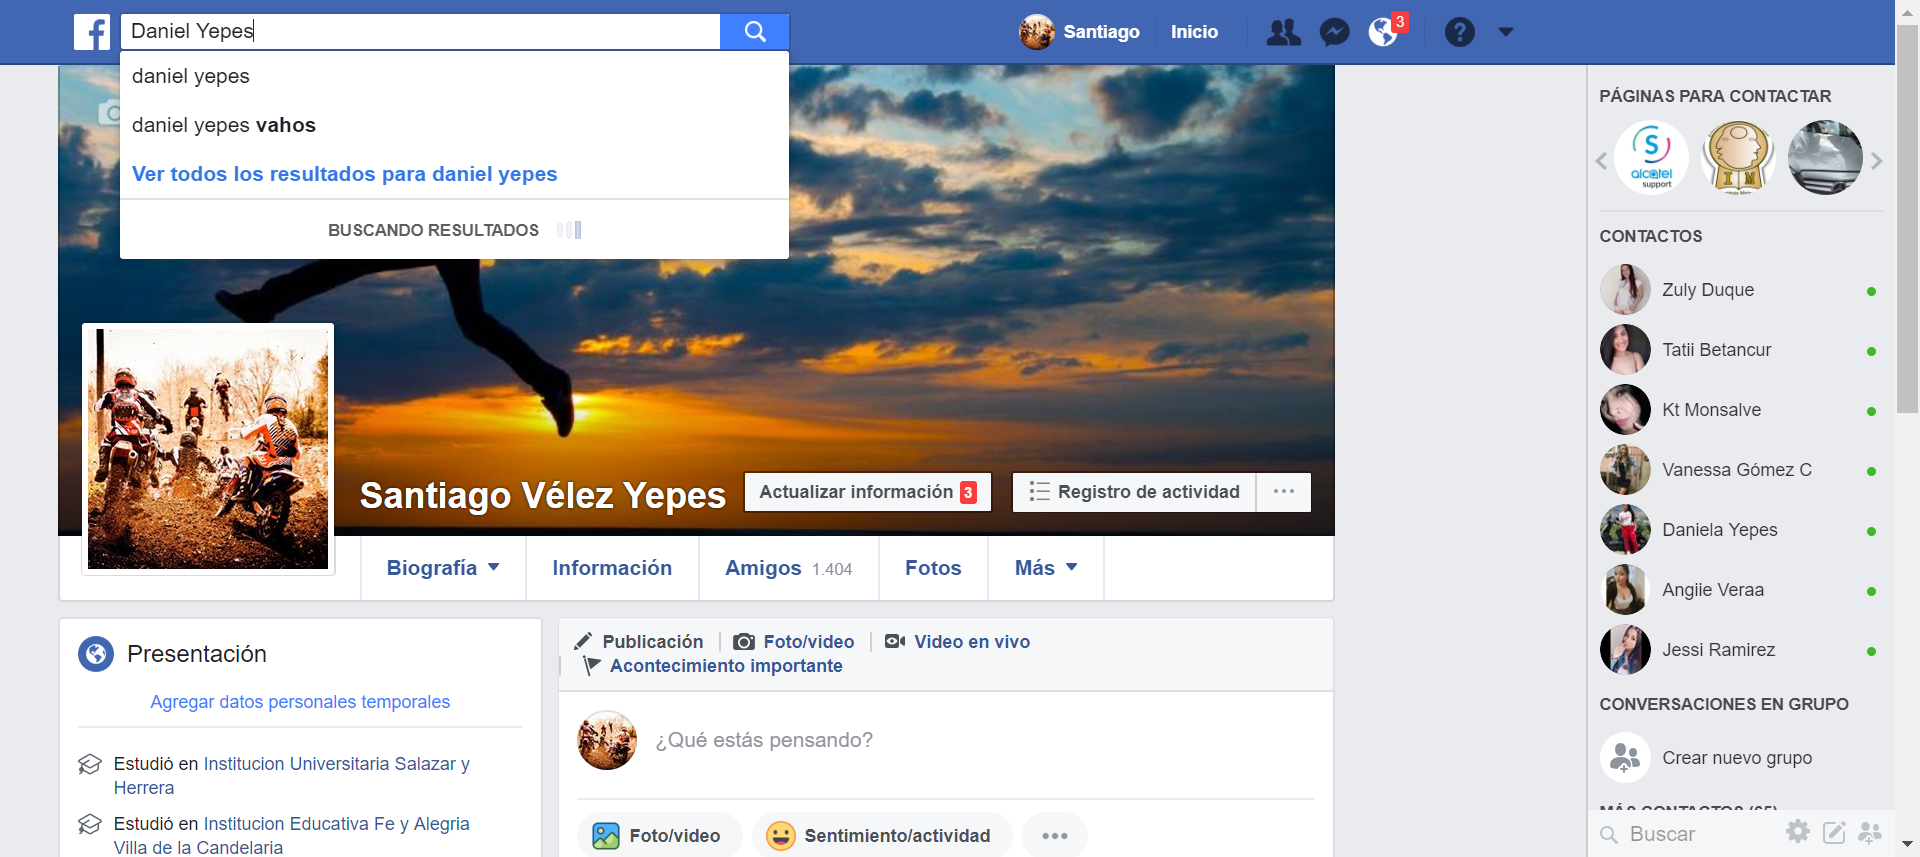 Daniel Yepes
Santiago
Inicio
3
daniel yepes
daniel yepes vahos
Ver todos los resultados para daniel yepes
BUSCANDO RESULTADOS
Santiago Vélez Yepes
Actualizar información 3
Registro de actividad
Biografía
Información
Amigos 1.404
Fotos
Más
Presentación
Agregar datos personales temporales
Estudió en Institucion Universitaria Salazar y
Herrera
Estudió en Institucion Educativa Fe y Alegria
Villa de la Candelaria
Publicación
Foto/video
Video en vivo
Acontecimiento importante
¿Qué estás pensando?
Foto/video
Sentimiento/actividad
PÁGINAS PARA CONTACTAR
S
alcatel
support
I M
CONTACTOS
Zuly Duque
Tatii Betancur
Kt Monsalve
Vanessa Gómez C
Daniela Yepes
Angiie Veraa
Jessi Ramirez
CONVERSACIONES EN GRUPO
Crear nuevo grupo
MÁS CONTACTOS (65)
Buscar